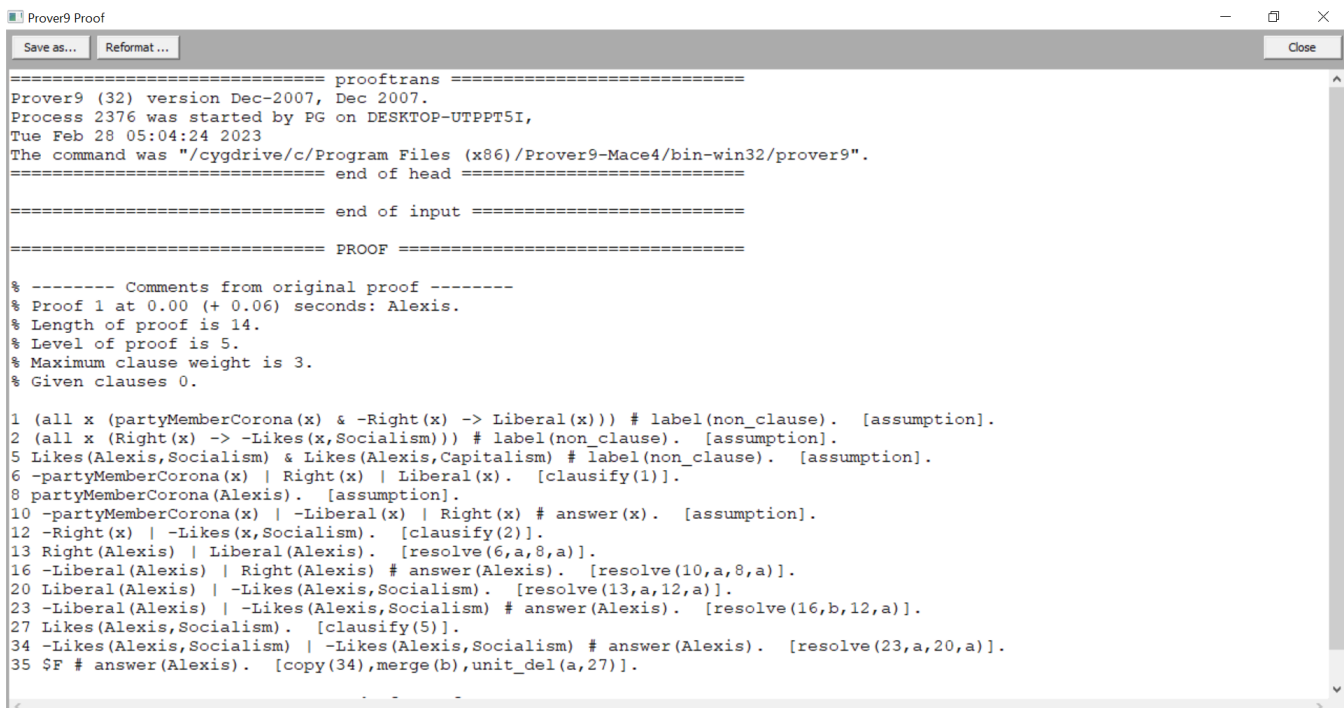 Prover9 Proof
Save as... Reformat ... Close
============================== prooftrans ============================
Prover9 (32) version Dec-2007, Dec 2007.
Process 2376 was started by PG on DESKTOP-UTPPT5I,
Tue Feb 28 05:04:24 2023
The command was "/cygdrive/c/Program Files (x86)/Prover9-Mace4/bin-win32/prover9".
============================== end of head ===========================
============================== end of input ==========================
============================== PROOF =================================
% -------- Comments from original proof --------
% Proof 1 at 0.00 (+ 0.06) seconds: Alexis.
% Length of proof is 14.
% Level of proof is 5.
% Maximum clause weight is 3.
% Given clauses 0.
1 (all x (partyMemberCorona(x) & -Right(x) -> Liberal(x))) # label(non_clause).  [assumption].
2 (all x (Right(x) -> -Likes(x,Socialism))) # label(non_clause).  [assumption].
5 Likes(Alexis,Socialism) & Likes(Alexis,Capitalism) # label(non_clause).  [assumption].
6 -partyMemberCorona(x) | Right(x) | Liberal(x).  [clausify(1)].
8 partyMemberCorona(Alexis).  [assumption].
10 -partyMemberCorona(x) | -Liberal(x) | Right(x) # answer(x).  [assumption].
12 -Right(x) | -Likes(x,Socialism).  [clausify(2)].
13 Right(Alexis) | Liberal(Alexis).  [resolve(6,a,8,a)].
16 -Liberal(Alexis) | Right(Alexis) # answer(Alexis).  [resolve(10,a,8,a)].
20 Liberal(Alexis) | -Likes(Alexis,Socialism).  [resolve(13,a,12,a)].
23 -Liberal(Alexis) | -Likes(Alexis,Socialism) # answer(Alexis).  [resolve(16,b,12,a)].
27 Likes(Alexis,Socialism).  [clausify(5)].
34 -Likes(Alexis,Socialism) | -Likes(Alexis,Socialism) # answer(Alexis).  [resolve(23,a,20,a)].
35 $F # answer(Alexis).  [copy(34),merge(b),unit_del(a,27)].